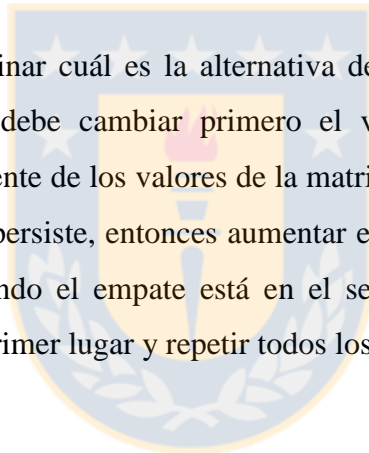 inar cuál es la alternativa de
debe cambiar primero el v
ente de los valores de la matri
persiste, entonces aumentar e
ndo el empate está en el se
rimer lugar y repetir todos los